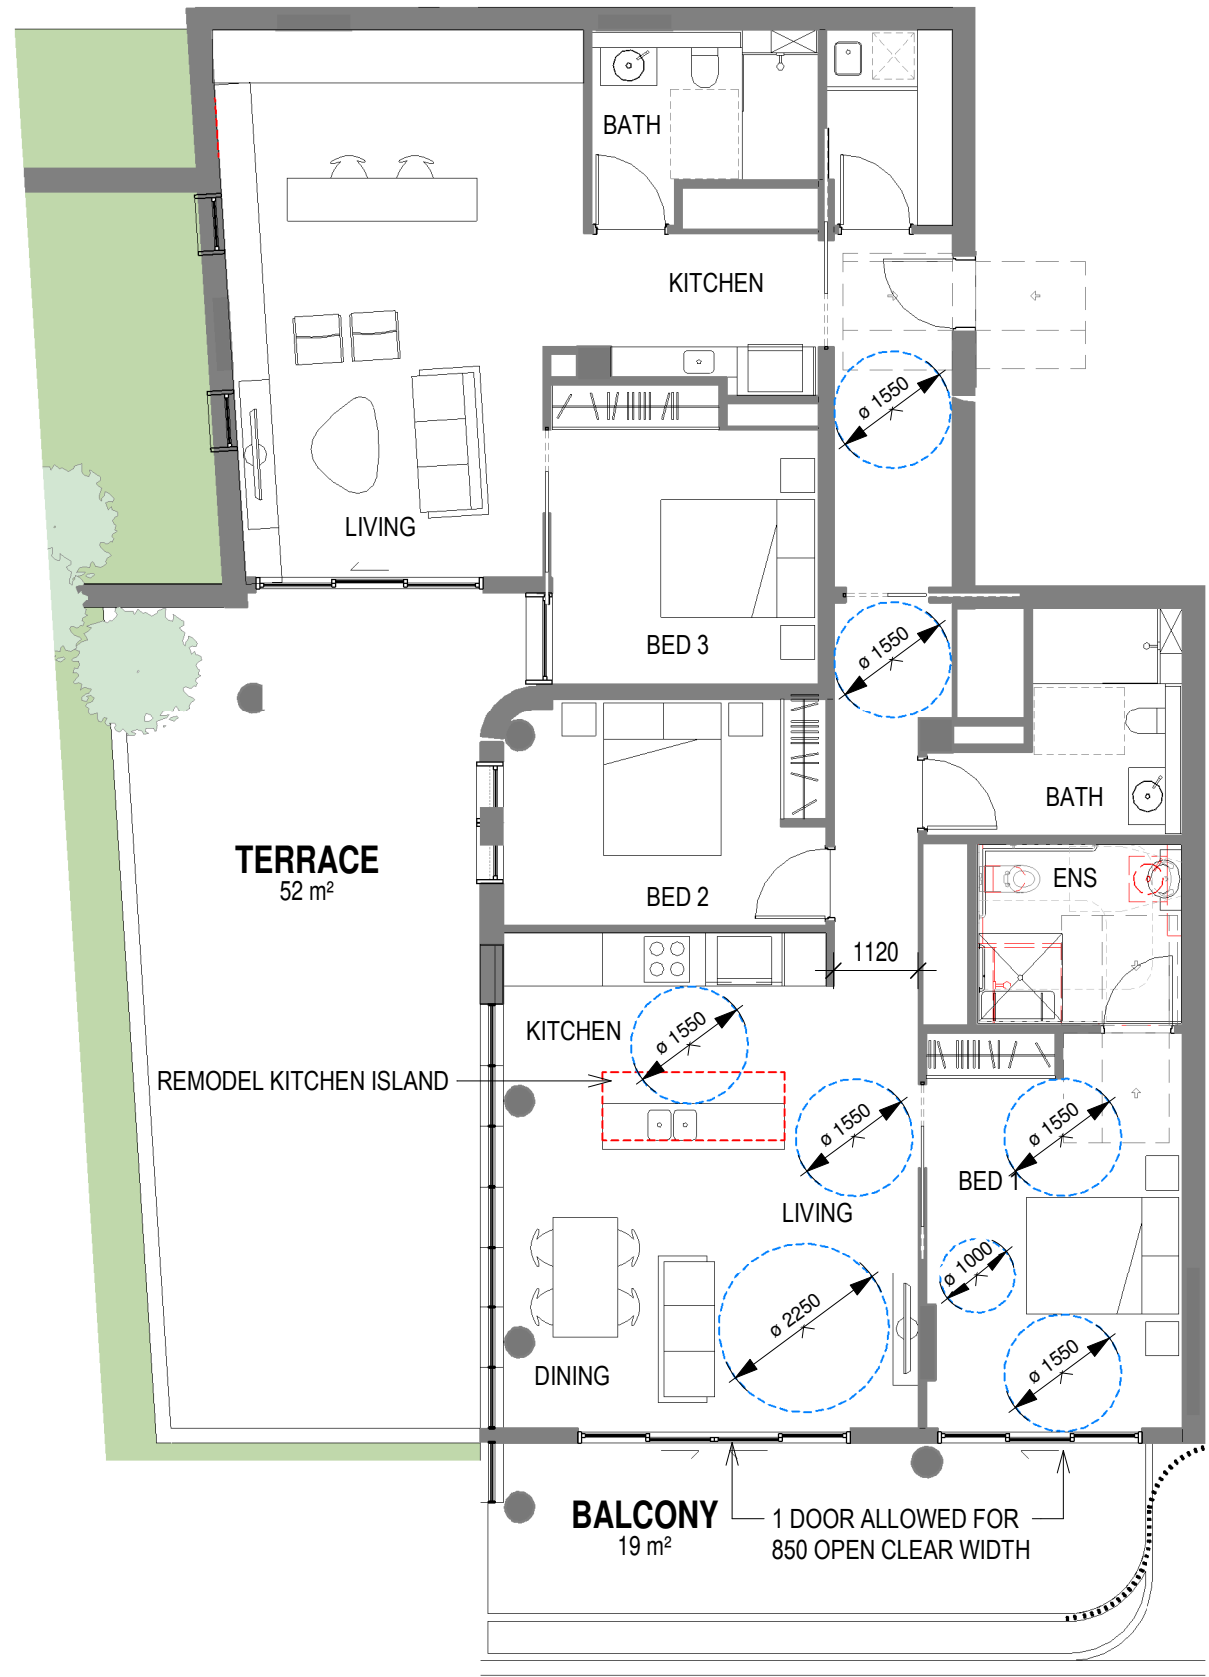 BATH
KITCHEN
ø 1550
LIVING
BED 3
ø 1550
BATH
TERRACE
52 m²
BED 2
ENS
1120
KITCHEN
ø 1550
REMODEL KITCHEN ISLAND
ø 1550
ø 1550
BED 1
LIVING
ø 1000
ø 2250
DINING
ø 1550
BALCONY
19 m²
1 DOOR ALLOWED FOR
850 OPEN CLEAR WIDTH